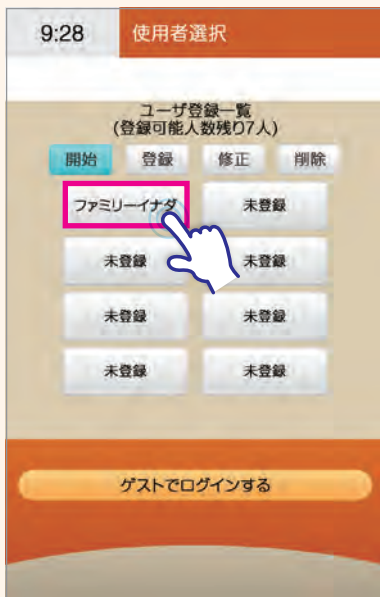 9:28 使用者選択
ユーザ登録一覧
(登録可能人数残り7人)
開始 登録 修正 削除
ファミリーイナダ 未登録
未登録 未登録
未登録 未登録
未登録 未登録
ゲストでログインする